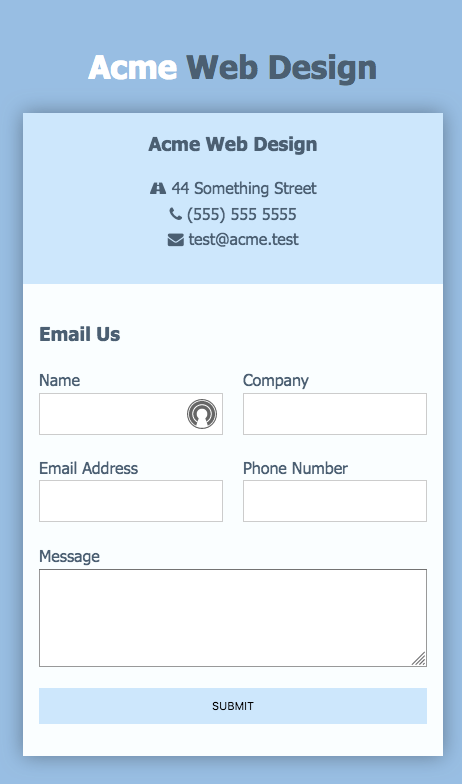 Acme Web Design
Acme Web Design
44 Something Street
(555) 555 5555
test@acme.test
Email Us
Name
Company
Email Address
Phone Number
Message
SUBMIT